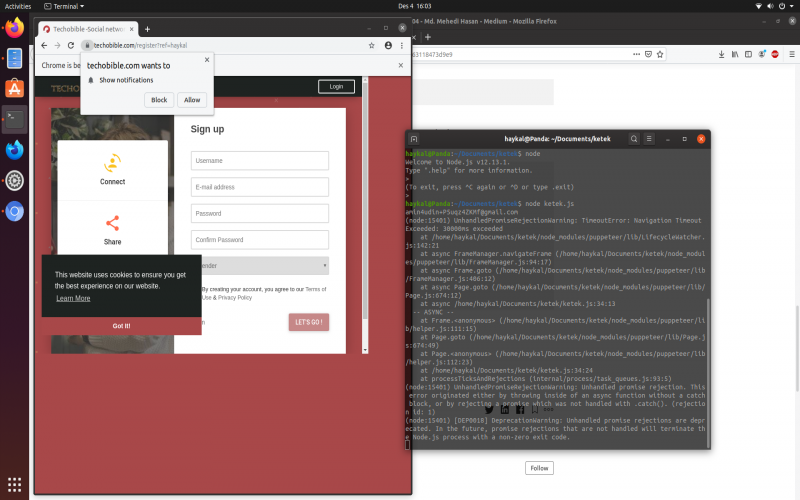 Activities
Terminal
Des 4 16:03
Techobible-Social network
04 - Md. Mehedi Hasan - Medium - Mozilla Firefox
techobible.com/register?ref=haykal
63118473d9e9
Chrome is be
techobible.com wants to
Show notifications
Block
Allow
TECHO
Login
Sign up
Username
E-mail address
Password
Confirm Password
ender
By creating your account, you agree to our Terms of
Use & Privacy Policy
LET'S GO !
Connect
Share
This website uses cookies to ensure you get
the best experience on our website.
Learn More
Got It!
haykal@Panda: ~/Documents/ketek
haykal@Panda:~/Documents/ketek$ node
Welcome to Node.js v12.13.1.
Type ".help" for more information.
>
(To exit, press ^C again or ^D or type .exit)
>
haykal@Panda:~/Documents/ketek$ node ketek.js
(node:15401) UnhandledPromiseRejectionWarning: TimeoutError: Navigation Timeout
Exceeded: 30000ms exceeded
at /home/haykal/Documents/ketek/node_modules/puppeteer/lib/LifecycleWatcher.
js:142:21
at async FrameManager.navigateFrame (/home/haykal/Documents/ketek/node_modul
es/puppeteer/lib/FrameManager.js:94:17)
at async Frame.goto (/home/haykal/Documents/ketek/node_modules/puppeteer/lib
/FrameManager.js:406:12)
at async Page.goto (/home/haykal/Documents/ketek/node_modules/puppeteer/lib/
Page.js:674:12)
at async /home/haykal/Documents/ketek/ketek.js:34:13
-- ASYNC --
at Frame.<anonymous> (/home/haykal/Documents/ketek/node_modules/puppeteer/li
b/helper.js:111:15)
at Page.goto (/home/haykal/Documents/ketek/node_modules/puppeteer/lib/Page.j
s:674:49)
at Page.<anonymous> (/home/haykal/Documents/ketek/node_modules/puppeteer/lib
/helper.js:112:23)
at /home/haykal/Documents/ketek/ketek.js:34:24
at processTicksAndRejections (internal/process/task_queues.js:93:5)
(node:15401) UnhandledPromiseRejectionWarning: Unhandled promise rejection. This
error originated either by throwing inside of an async function without a catch
block, or by rejecting a promise which was not handled with .catch(). (rejectio
n id: 1)
(node:15401) [DEP0018] DeprecationWarning: Unhandled promise rejections are depr
ecated. In the future, promise rejections that are not handled will terminate th
e Node.js process with a non-zero exit code.
Follow